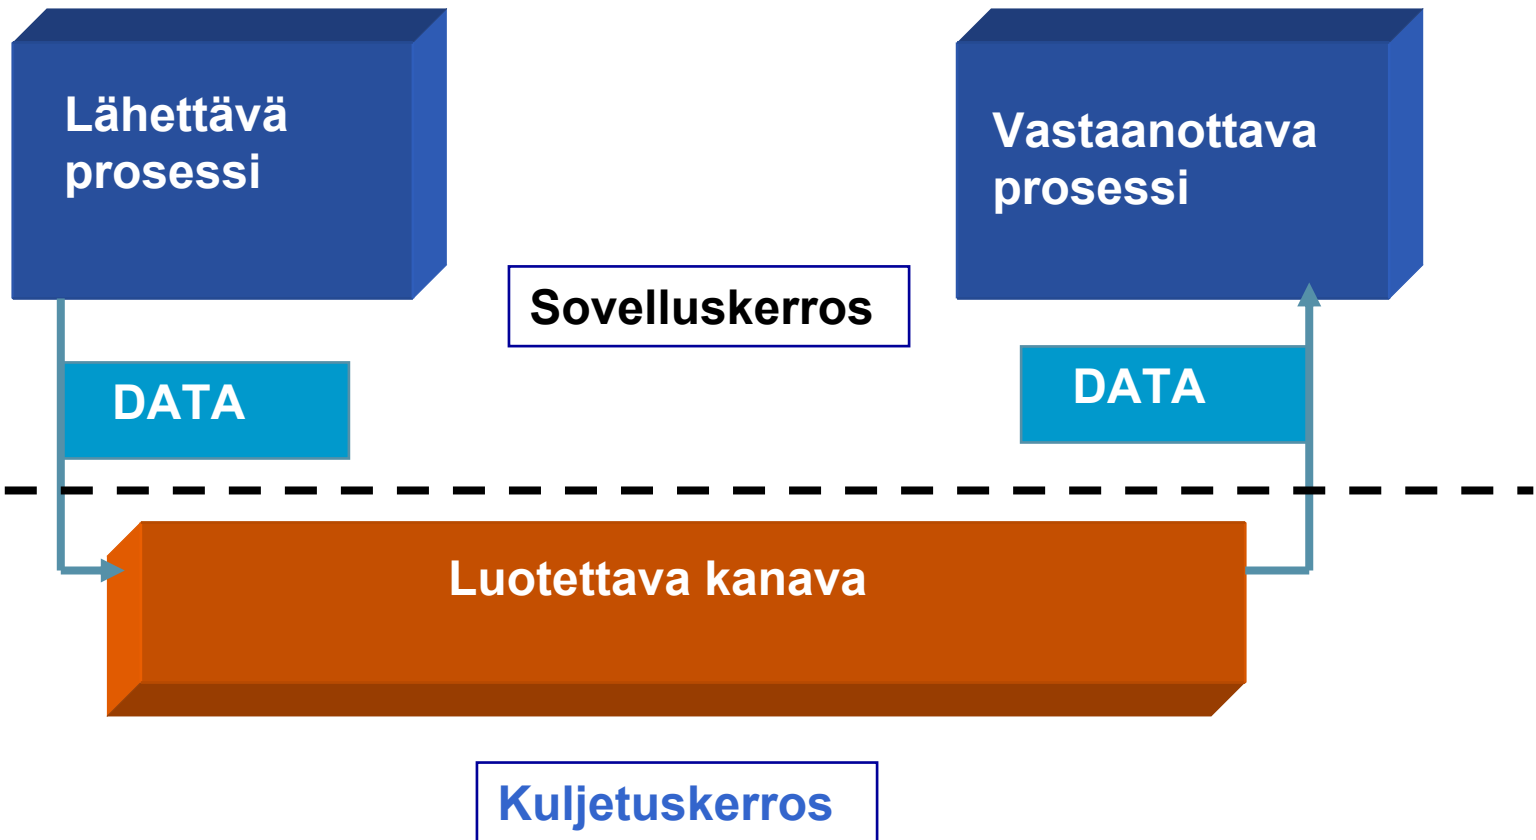 Lähettävä
prosessi
Vastaanottava
prosessi
Sovelluskerros
DATA
DATA
Luotettava kanava
Kuljetuskerros